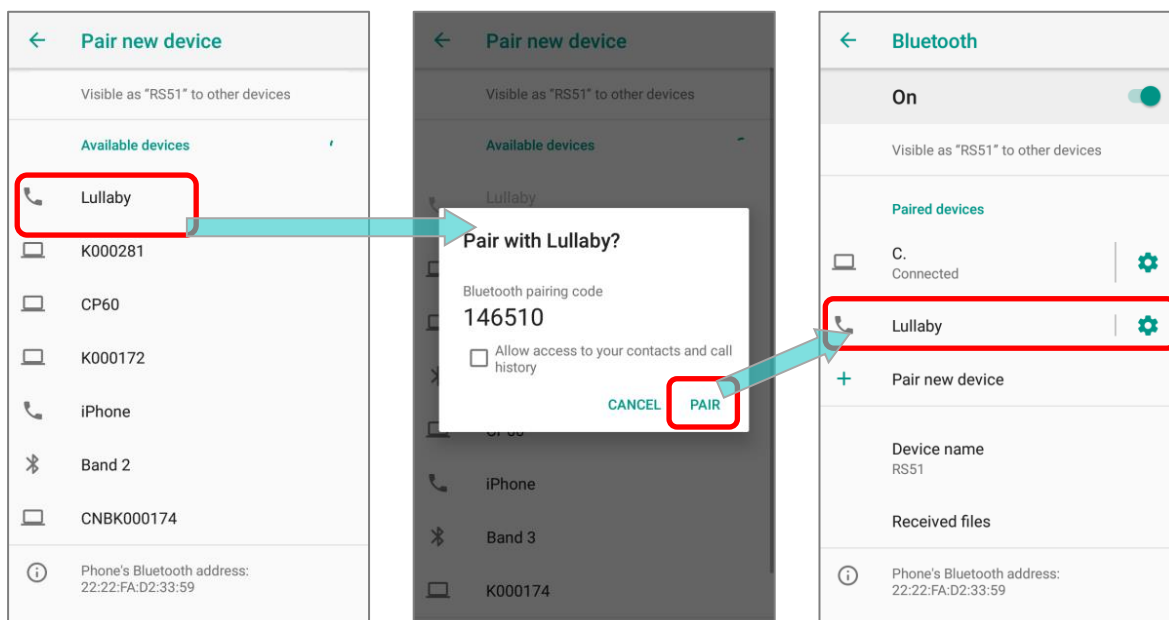 Pair new device
Visible as “RS51” to other devices
Available devices
Lullaby
K000281
CP60
K000172
iPhone
Band 2
CNBK000174
Phone's Bluetooth address:
22:22:FA:D2:33:59
Pair new device
Visible as “RS51” to other devices
Available devices
Lullaby
Pair with Lullaby?
Bluetooth pairing code
146510
Allow access to your contacts and call
history
CANCEL PAIR
iPhone
Band 3
K000174
Bluetooth
On
Visible as “RS51” to other devices
Paired devices
C.
Connected
Lullaby
Pair new device
Device name
RS51
Received files
Phone's Bluetooth address:
22:22:FA:D2:33:59